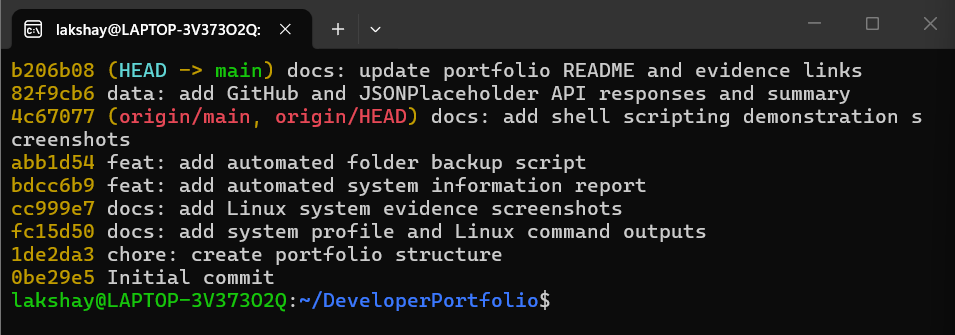 lakshay@LAPTOP-3V373O2Q:
b206b08 (HEAD -> main) docs: update portfolio README and evidence links
82f9cb6 data: add GitHub and JSONPlaceholder API responses and summary
4c67077 (origin/main, origin/HEAD) docs: add shell scripting demonstration s
creenshots
abb1d54 feat: add automated folder backup script
bdcc6b9 feat: add automated system information report
cc999e7 docs: add Linux system evidence screenshots
fc15d50 docs: add system profile and Linux command outputs
1de2da3 chore: create portfolio structure
0be29e5 Initial commit
lakshay@LAPTOP-3V373O2Q:~/DeveloperPortfolio$